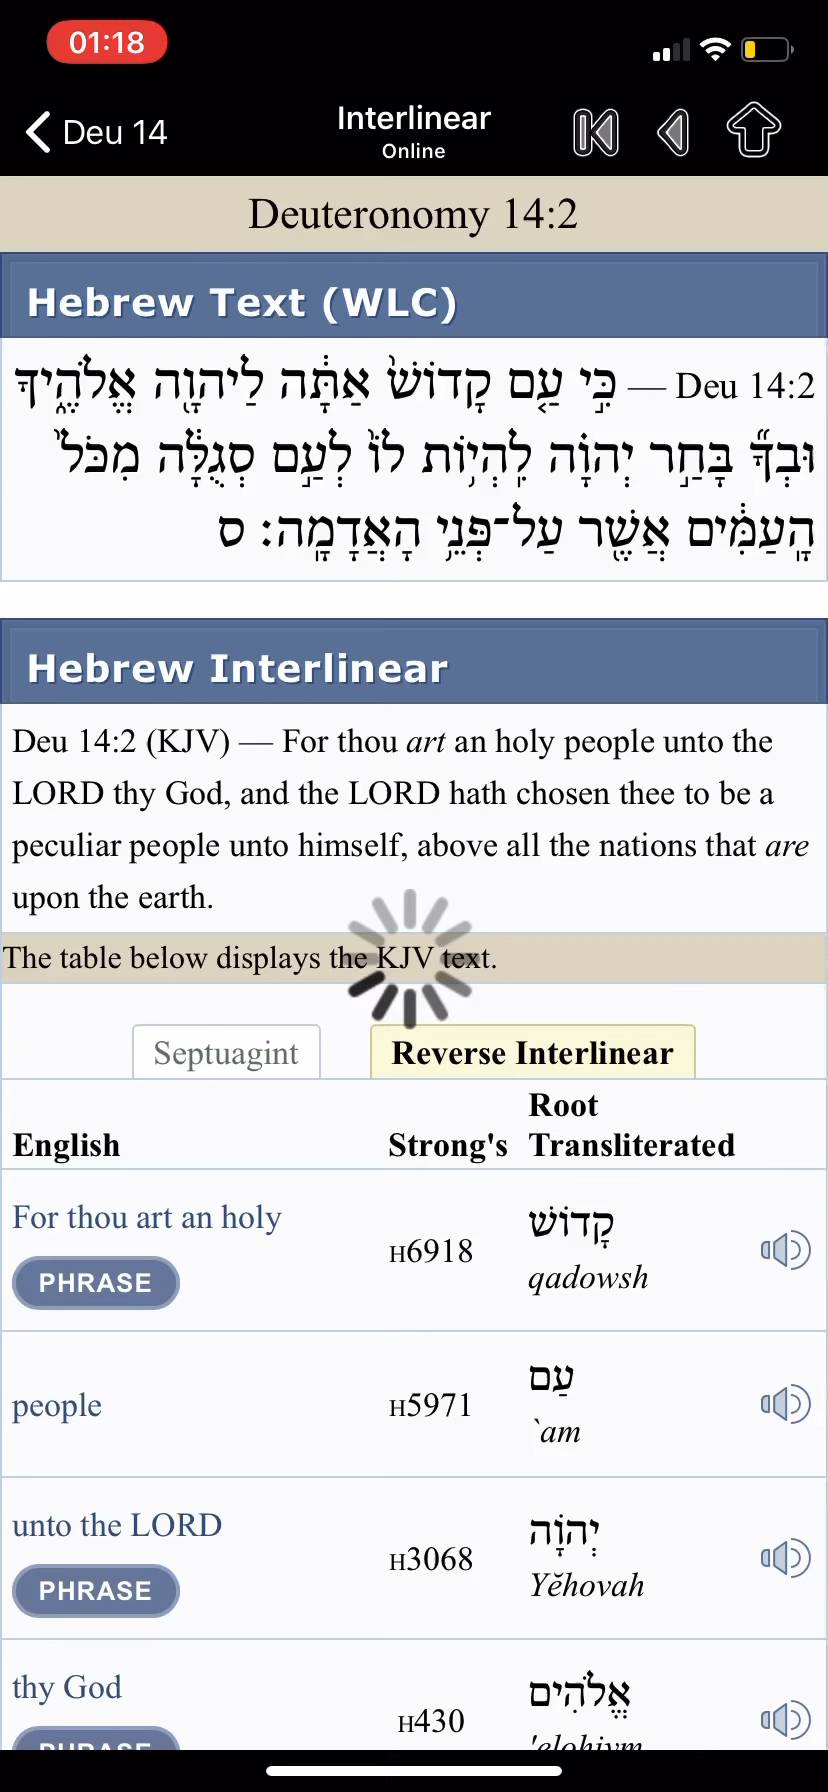 01:18
Deu 14
Interlinear
Online
Deuteronomy 14:2
Hebrew Text (WLC)
Deu 14:2 — כִּ֣י עַ֤ם קָדוֹשׁ֙ אַתָּ֔ה לַיהוָ֖ה אֱלֹהֶ֑יךָ
וּבְךָ֞ בָּחַ֣ר יְהוָ֗ה לִֽהְי֥וֹת לוֹ֙ לְעַ֣ם סְגֻלָּ֔ה מִכֹּל֙
הָֽעַמִּ֔ים אֲשֶׁ֖ר עַל־פְּנֵ֥י הָאֲדָמָֽה׃ ס
Hebrew Interlinear
Deu 14:2 (KJV) — For thou art an holy people unto the
LORD thy God, and the LORD hath chosen thee to be a
peculiar people unto himself, above all the nations that are
upon the earth.
The table below displays the KJV text.
Septuagint Reverse Interlinear
English Strong's Root
Transliterated
For thou art an holy
PHRASE
H6918
קָדוֹשׁ
qadowsh
people
H5971
עַם
`am
unto the LORD
PHRASE
H3068
יְהֹוָה
Yĕhovah
thy God
PHRASE
H430
אֱלֹהִים
'elohiym